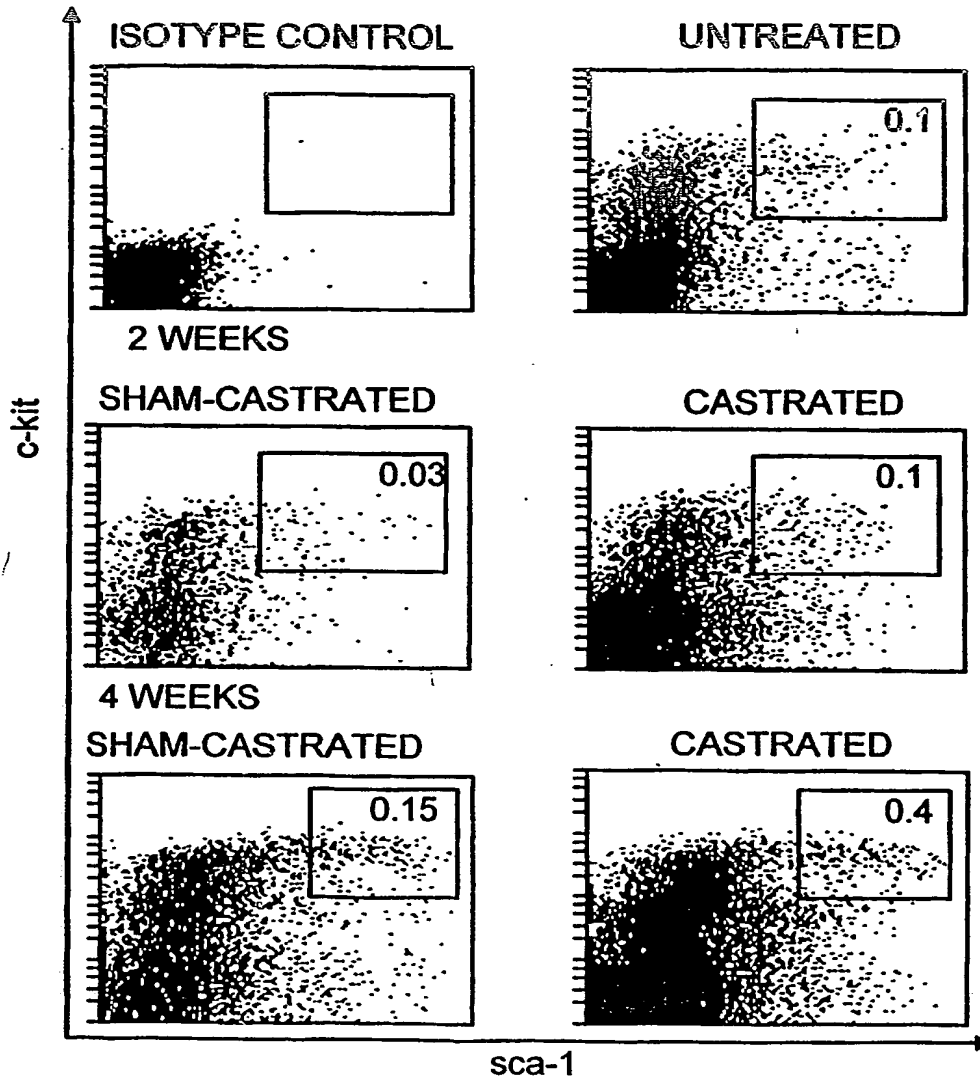 ISOTYPE CONTROL
UNTREATED
0.1
2 WEEKS
SHAM-CASTRATED
CASTRATED
0.03
0.1
4 WEEKS
SHAM-CASTRATED
CASTRATED
0.15
0.4
c-kit
sca-1